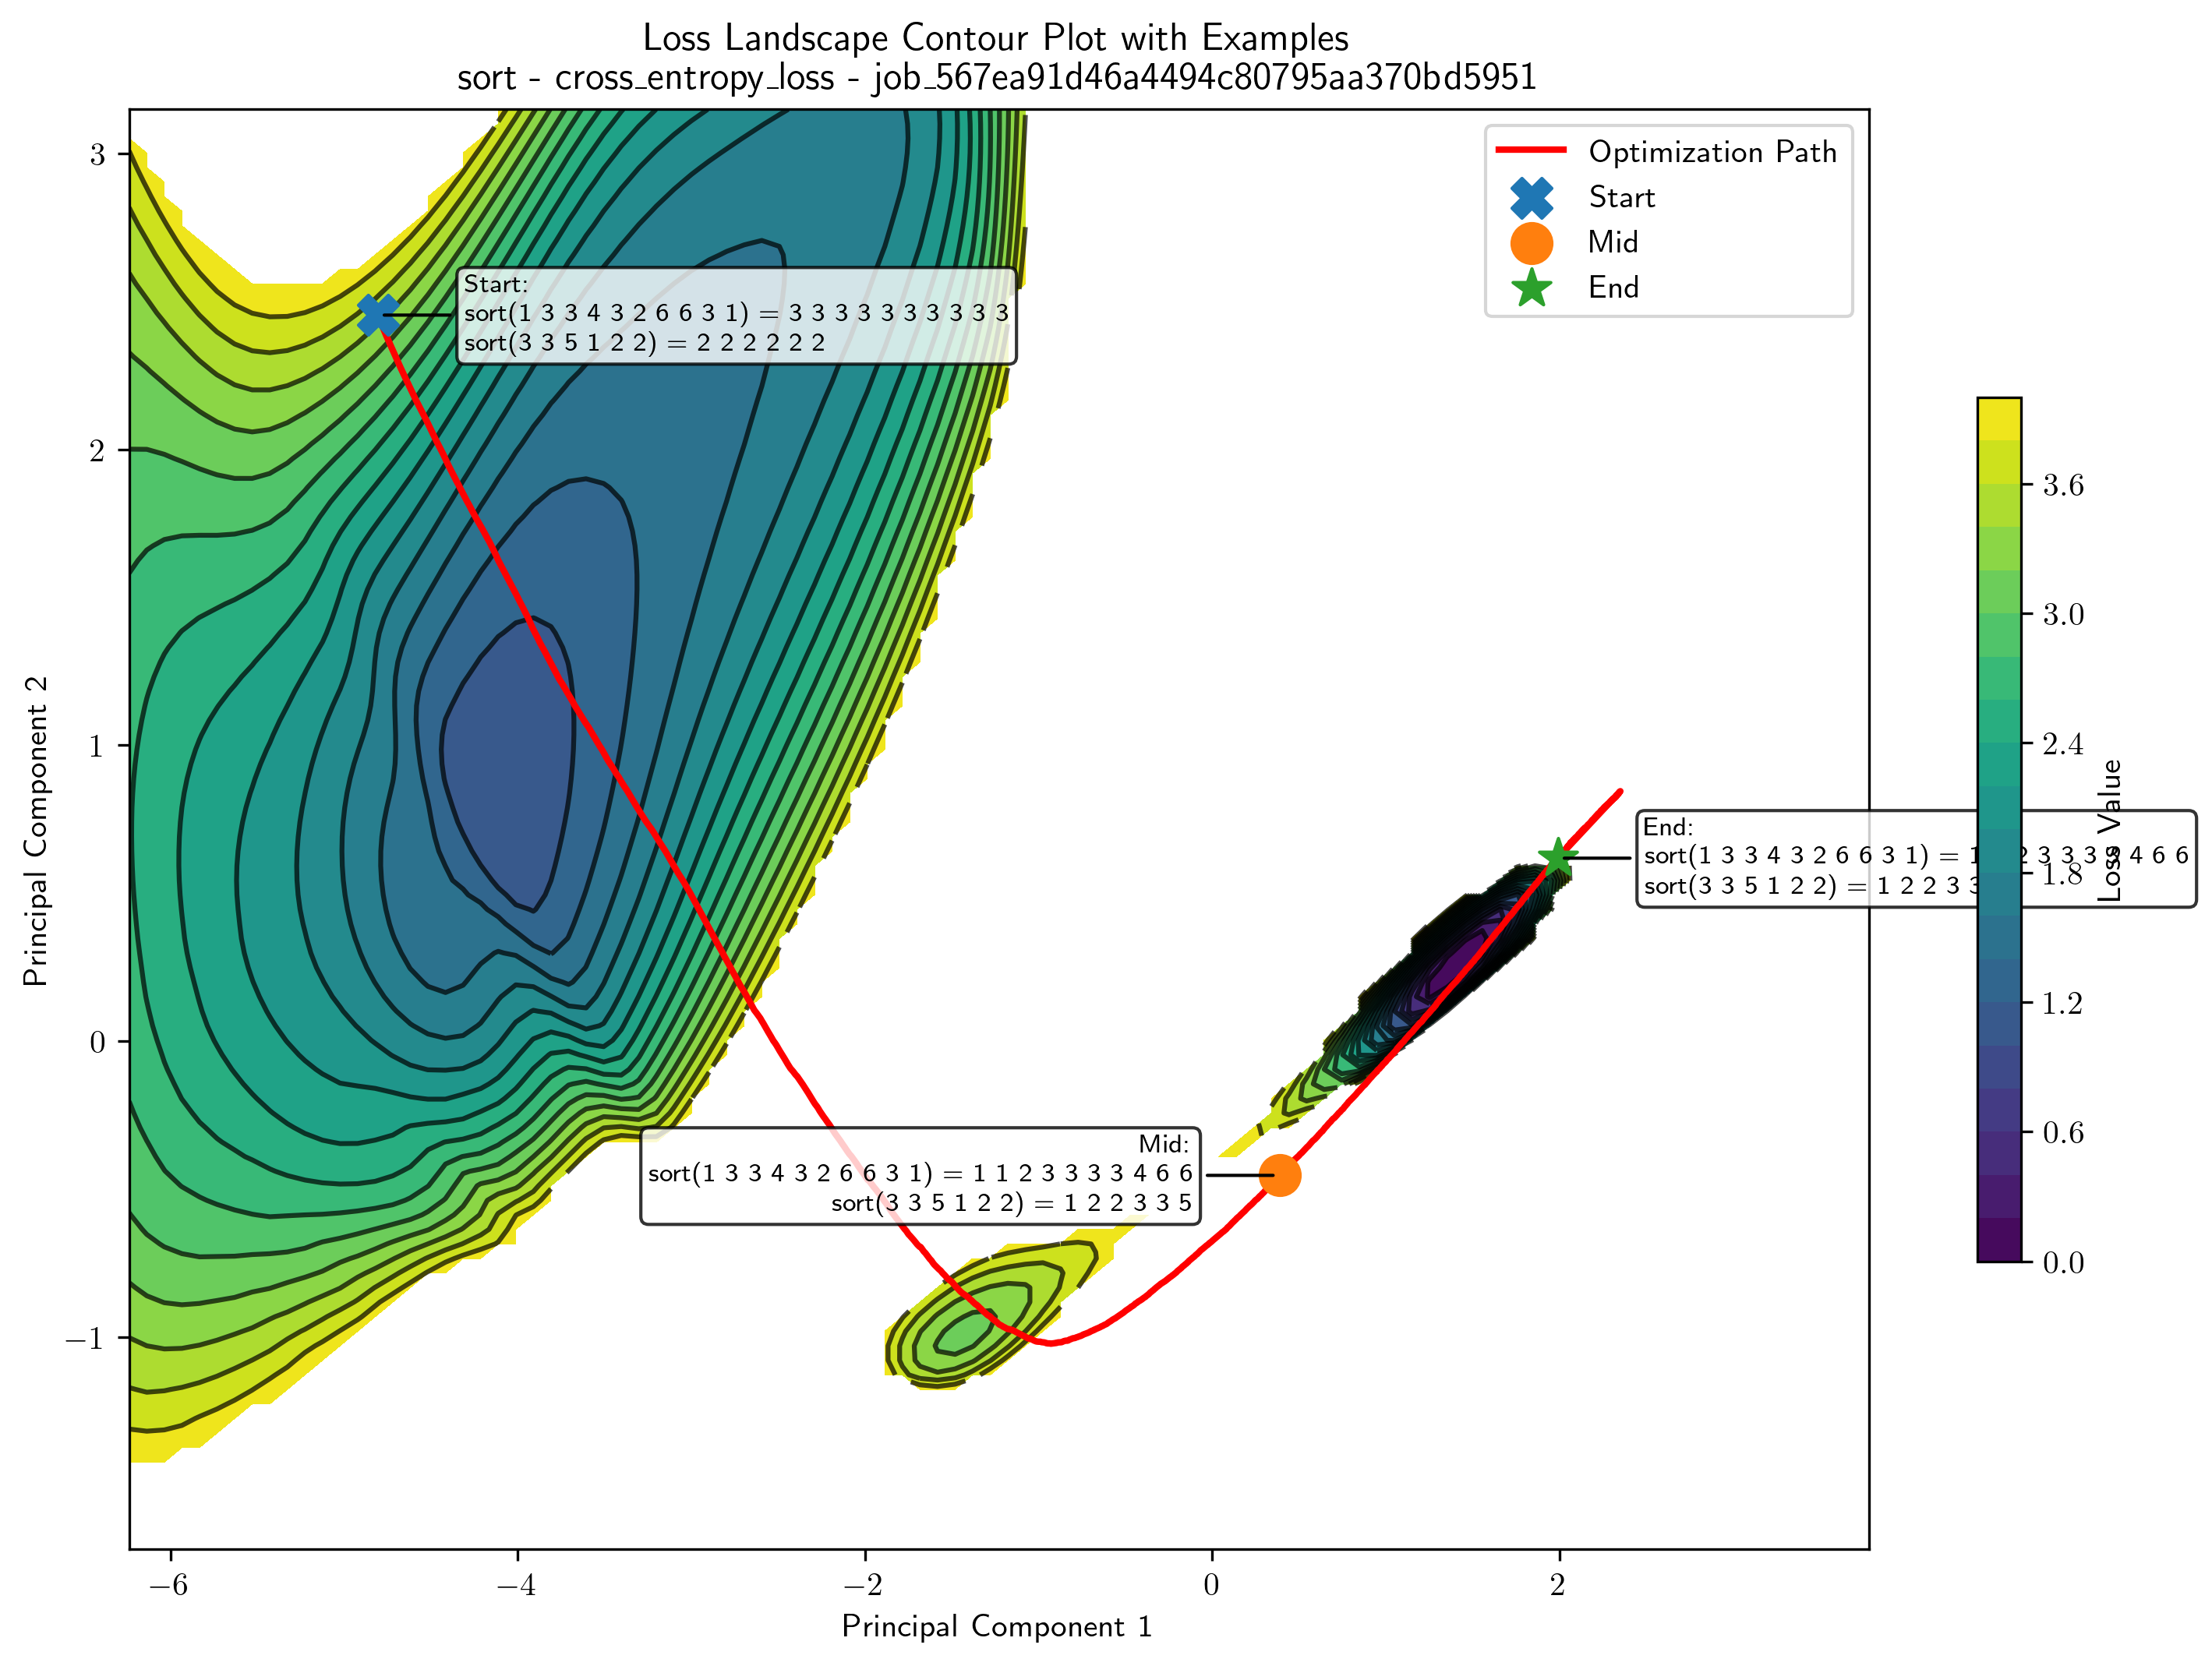 Loss Landscape Contour Plot with Examples
sort - cross_entropy_loss - job_567ea91d46a4494c80795aa370bd5951
Optimization Path
Start
Mid
End
Start:
sort(1 3 3 4 3 2 6 6 3 1) = 3 3 3 3 3 3 3 3 3 3
sort(3 3 5 1 2 2) = 2 2 2 2 2 2
Mid:
sort(1 3 3 4 3 2 6 6 3 1) = 1 1 2 3 3 3 3 4 6 6
sort(3 3 5 1 2 2) = 1 2 2 3 3 5
End:
sort(1 3 3 4 3 2 6 6 3 1) = 1 2 3 3 3 4 6 6
sort(3 3 5 1 2 2) = 1 2 2 3 3
3
2
1
0
−1
Principal Component 2
−6
−4
−2
0
2
Principal Component 1
3.6
3.0
2.4
1.8
1.2
0.6
0.0
Loss Value